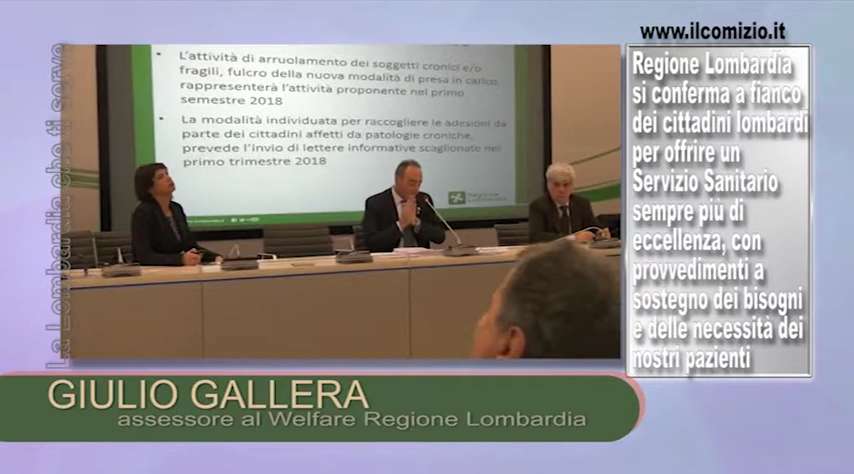 www.ilcomizio.it
L'attività di arruolamento dei soggetti cronici e/o
fragili, fulcro della nuova modalità di presa in carico,
rappresenterà l'attività proponente nel primo
semestre 2018
La modalità individuata per raccogliere le adesioni da
parte dei cittadini affetti da patologie croniche,
prevede l'invio di lettere informative scaglionate nel
primo trimestre 2018
Regione
Lombardia
La Lombardia che ti serve
Regione Lombardia
si conferma a fianco
dei cittadini lombardi
per offrire un
Servizio Sanitario
sempre più di
eccellenza, con
provvedimenti a
sostegno dei bisogni
e delle necessità dei
nostri pazienti
GIULIO GALLERA
assessore al Welfare Regione Lombardia